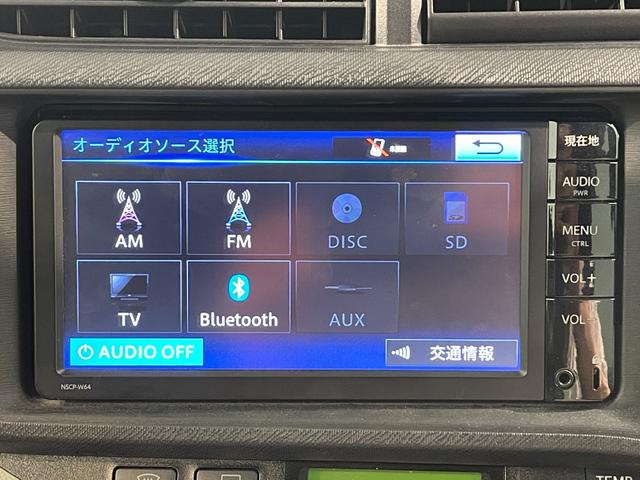 オーディオソース選択
現在地
AUDIO
PWR
AM
FM
DISC
SD
MENU
CTRL
VOL+
TV
Bluetooth
AUX
VOL-
AUDIO OFF
交通情報
NSCP-W64
TEMP